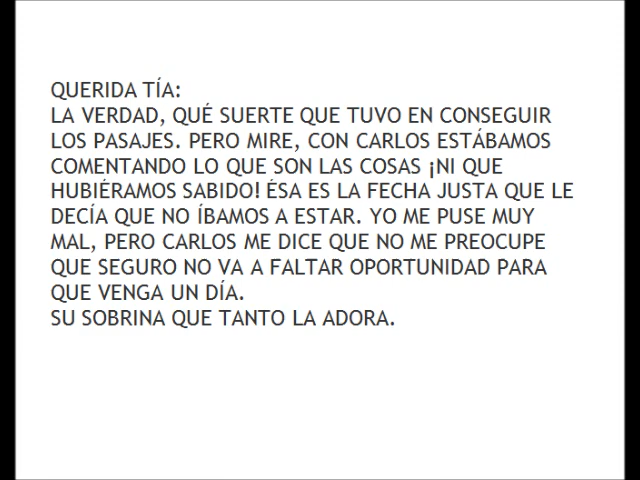 QUERIDA TÍA:
LA VERDAD, QUÉ SUERTE QUE TUVO EN CONSEGUIR
LOS PASAJES. PERO MIRE, CON CARLOS ESTÁBAMOS
COMENTANDO LO QUE SON LAS COSAS ¡NI QUE
HUBIÉRAMOS SABIDO! ÉSA ES LA FECHA JUSTA QUE LE
DECÍA QUE NO ÍBAMOS A ESTAR. YO ME PUSE MUY
MAL, PERO CARLOS ME DICE QUE NO ME PREOCUPE
QUE SEGURO NO VA A FALTAR OPORTUNIDAD PARA
QUE VENGA UN DÍA.
SU SOBRINA QUE TANTO LA ADORA.